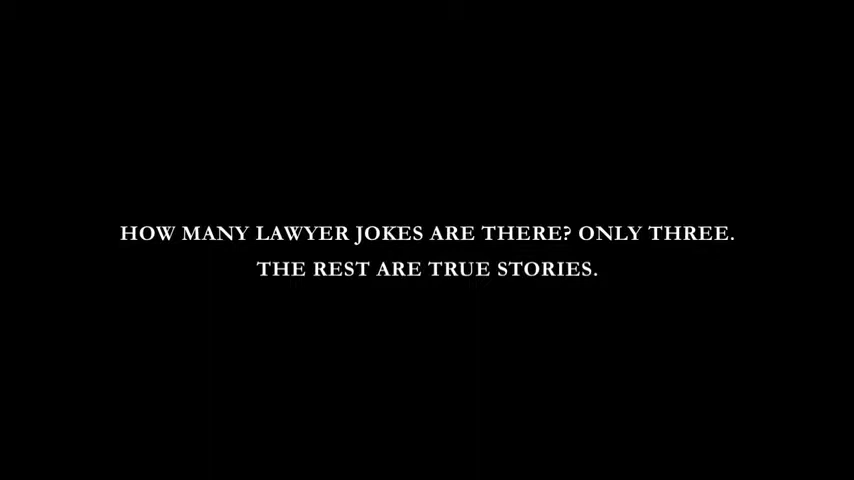 HOW MANY LAWYER JOKES ARE THERE? ONLY THREE.
THE REST ARE TRUE STORIES.